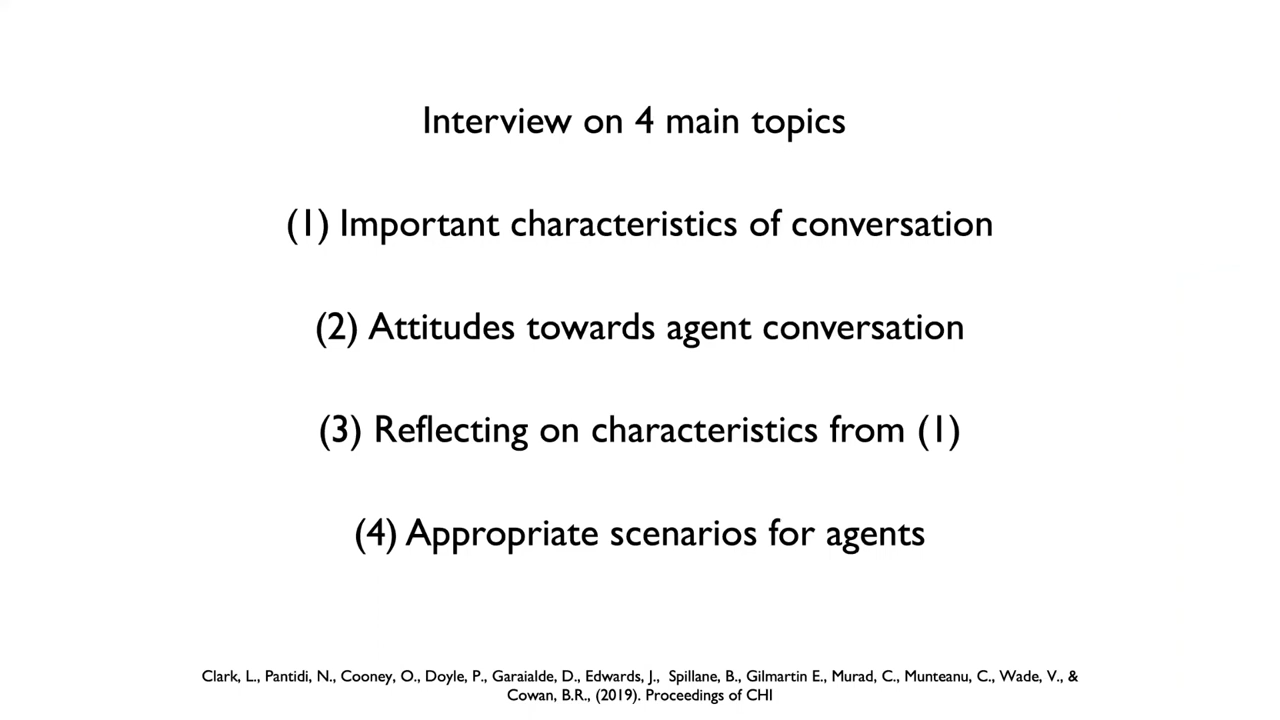 Interview on 4 main topics
(1) Important characteristics of conversation
(2) Attitudes towards agent conversation
(3) Reflecting on characteristics from (1)
(4) Appropriate scenarios for agents
Clark, L., Pantidi, N., Cooney, O., Doyle, P., Garaialde, D., Edwards, J., Spillane, B., Gilmartin E., Murad, C., Munteanu, C., Wade, V., &
Cowan, B.R., (2019). Proceedings of CHI